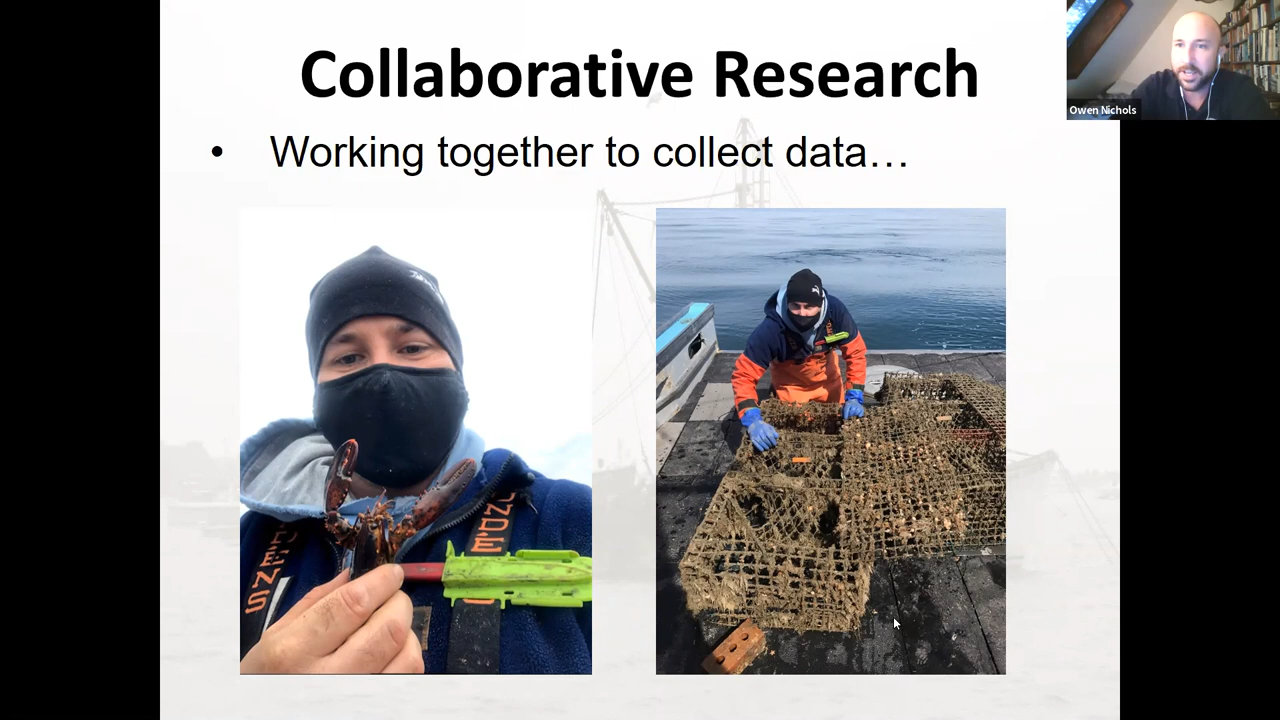 Collaborative Research
Owen Nichols
• Working together to collect data…